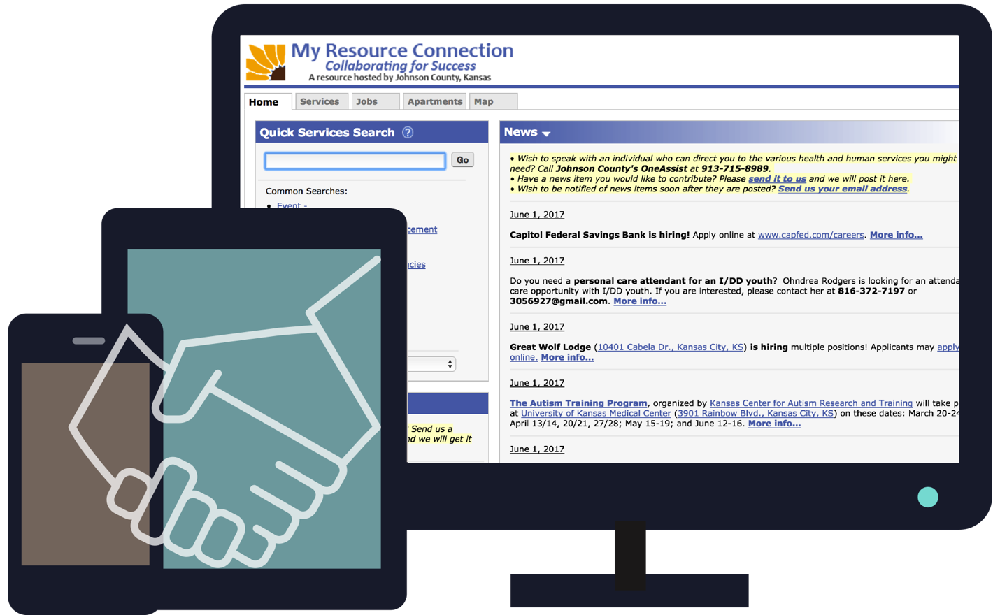 My Resource Connection
Collaborating for Success
A resource hosted by Johnson County, Kansas
Home Services Jobs Apartments Map
Quick Services Search ?
Go
Common Searches:
• Event -
cement
cies
Send us a
nd we will get it
News
• Wish to speak with an individual who can direct you to the various health and human services you might
need? Call Johnson County's OneAssist at 913-715-8989.
• Have a news item you would like to contribute? Please send it to us and we will post it here.
• Wish to be notified of news items soon after they are posted? Send us your email address.
June 1, 2017
Capitol Federal Savings Bank is hiring! Apply online at www.capfed.com/careers. More info...
June 1, 2017
Do you need a personal care attendant for an I/DD youth? Ohndrea Rodgers is looking for an attenda
care opportunity with I/DD youth. If you are interested, please contact her at 816-372-7197 or
3056927@gmail.com. More info...
June 1, 2017
Great Wolf Lodge (10401 Cabela Dr., Kansas City, KS) is hiring multiple positions! Applicants may apply
online. More info...
June 1, 2017
The Autism Training Program, organized by Kansas Center for Autism Research and Training will take p
at University of Kansas Medical Center (3901 Rainbow Blvd., Kansas City, KS) on these dates: March 20-24
April 13/14, 20/21, 27/28; May 15-19; and June 12-16. More info...
June 1, 2017